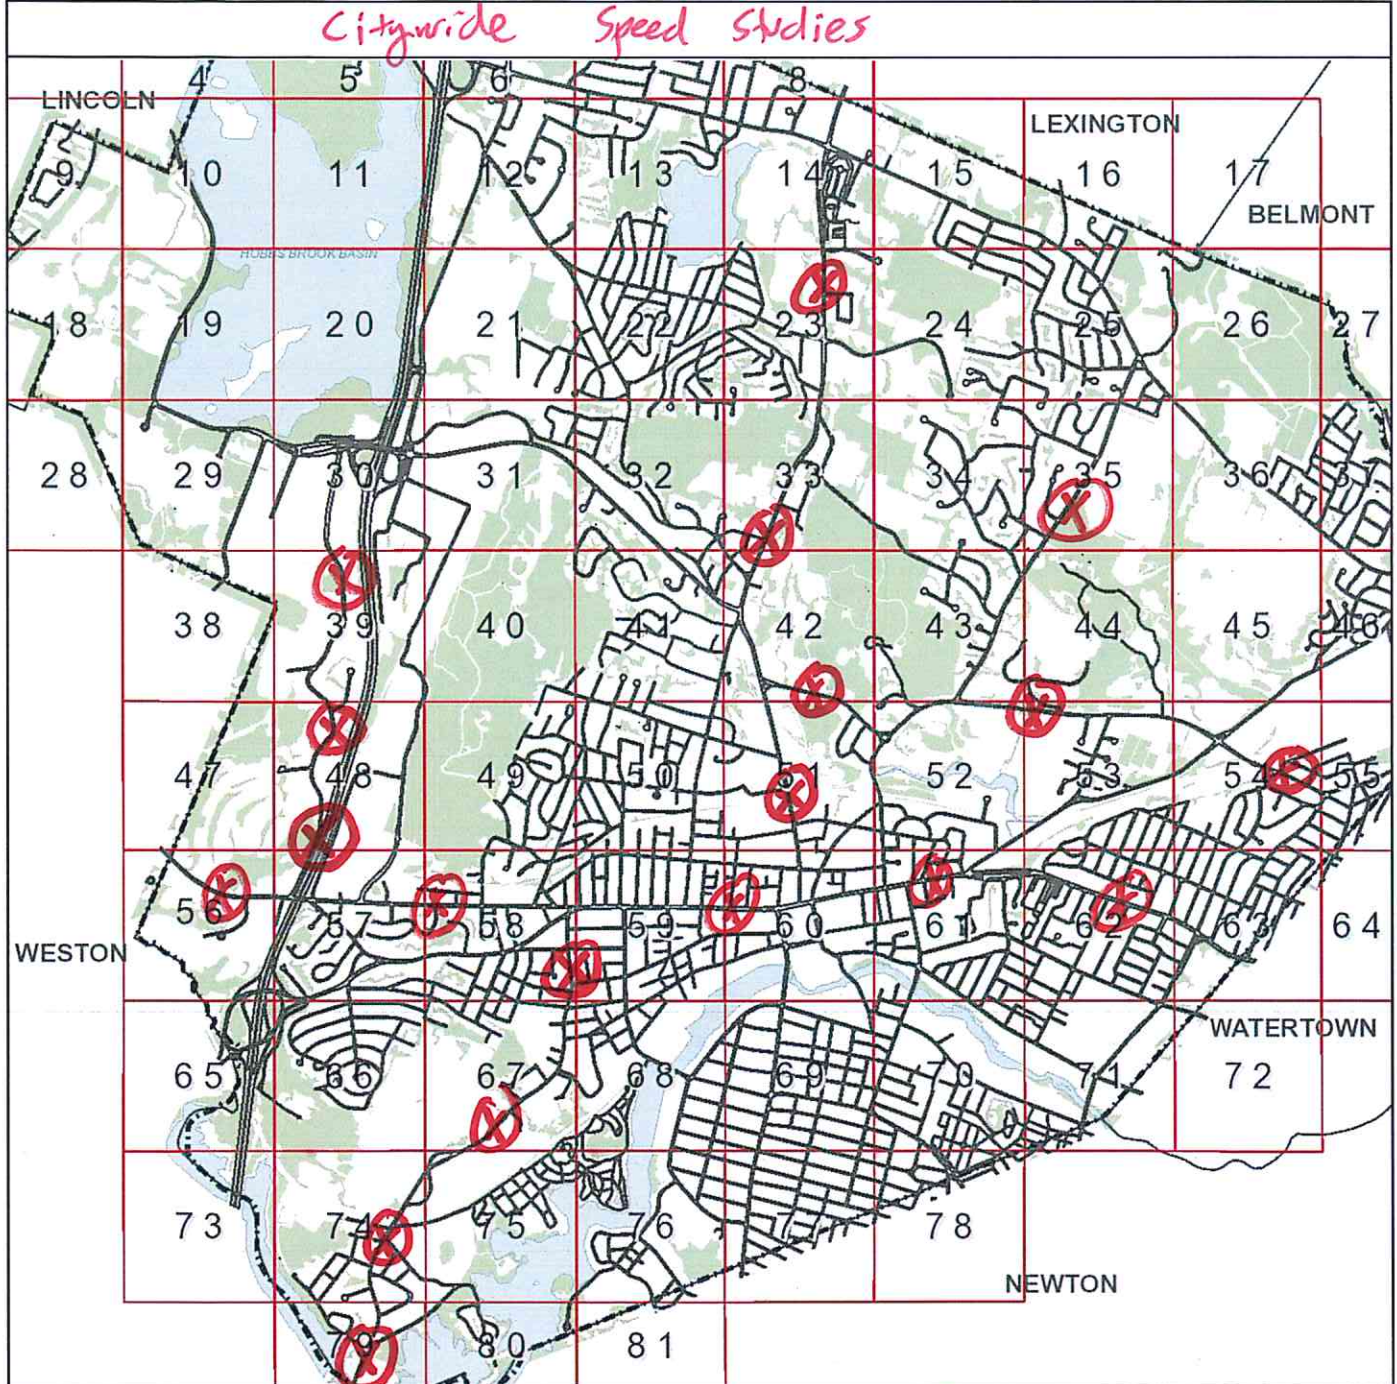 Citywide Speed Studies
4 5 6 8
LINCOLN
LEXINGTON
9 10 11 12 13 14 15 16 17
BELMONT
HOBBS BROOK BASIN
18 19 20 21 22 23 24 25 26 27
28 29 30 31 32 33 34 35 36 37
38 39 40 41 42 43 44 45 46
47 48 49 50 51 52 53 54 55
56 57 58 59 60 61 62 63 64
WESTON
WATERTOWN
65 66 67 68 69 70 71 72
73 74 75 76 77 78
NEWTON
79 80 81